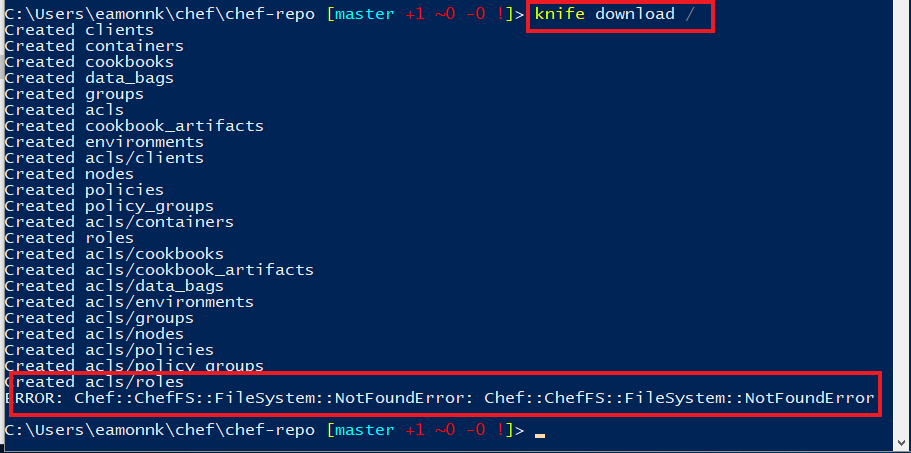 C:\Users\eamonnk\chef\chef-repo [master +1 ~0 -0 !]> knife download /
Created clients
Created containers
Created cookbooks
Created data_bags
Created groups
Created acls
Created cookbook_artifacts
Created environments
Created acls/clients
Created nodes
Created policies
Created policy_groups
Created acls/containers
Created roles
Created acls/cookbooks
Created acls/cookbook_artifacts
Created acls/data_bags
Created acls/environments
Created acls/groups
Created acls/nodes
Created acls/policies
Created acls/policy_groups
Created acls/roles
ERROR: Chef::ChefFS::FileSystem::NotFoundError: Chef::ChefFS::FileSystem::NotFoundError
C:\Users\eamonnk\chef\chef-repo [master +1 ~0 -0 !]>